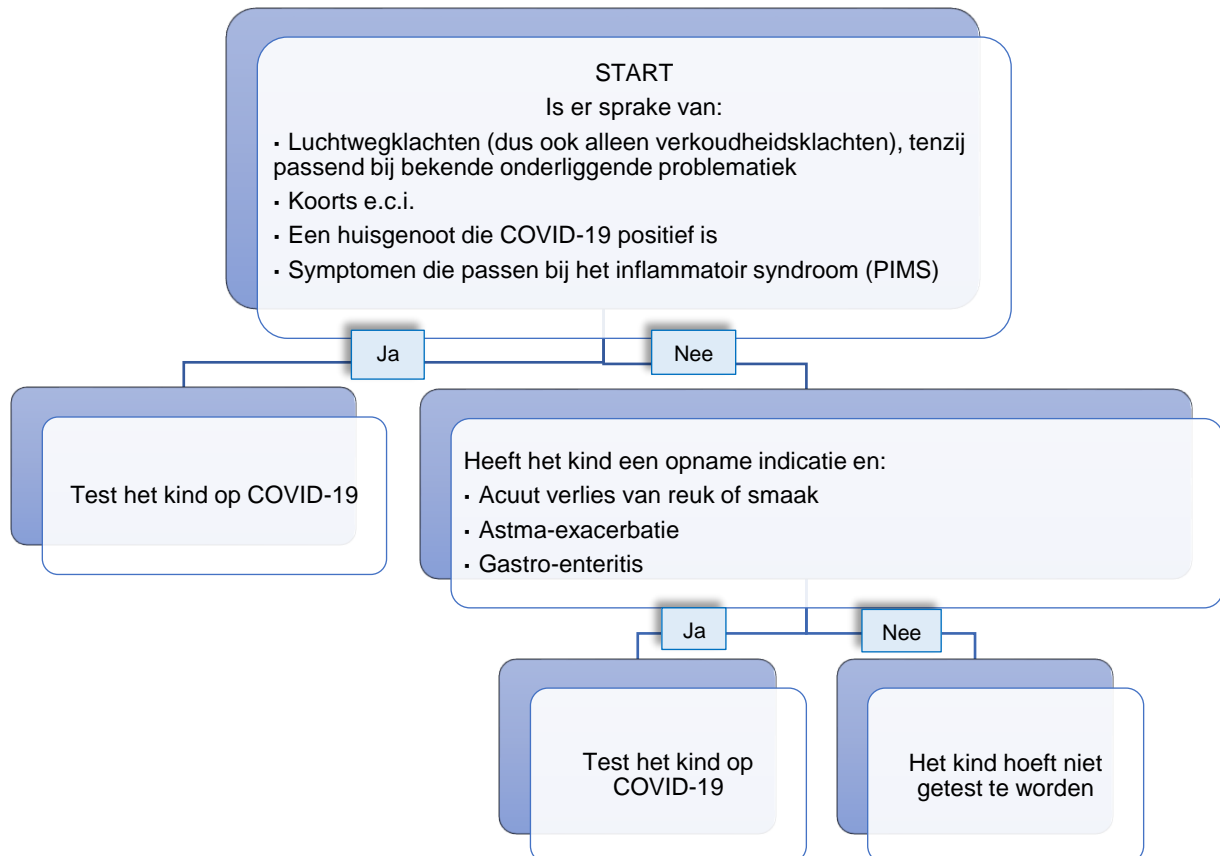 START
Is er sprake van:
▪ Luchtwegklachten (dus ook alleen verkoudheidsklachten), tenzij
passend bij bekende onderliggende problematiek
▪ Koorts e.c.i.
▪ Een huisgenoot die COVID-19 positief is
▪ Symptomen die passen bij het inflammatoir syndroom (PIMS)
Ja
Nee
Test het kind op COVID-19
Heeft het kind een opname indicatie en:
▪ Acuut verlies van reuk of smaak
▪ Astma-exacerbatie
▪ Gastro-enteritis
Ja
Nee
Test het kind op
COVID-19
Het kind hoeft niet
getest te worden